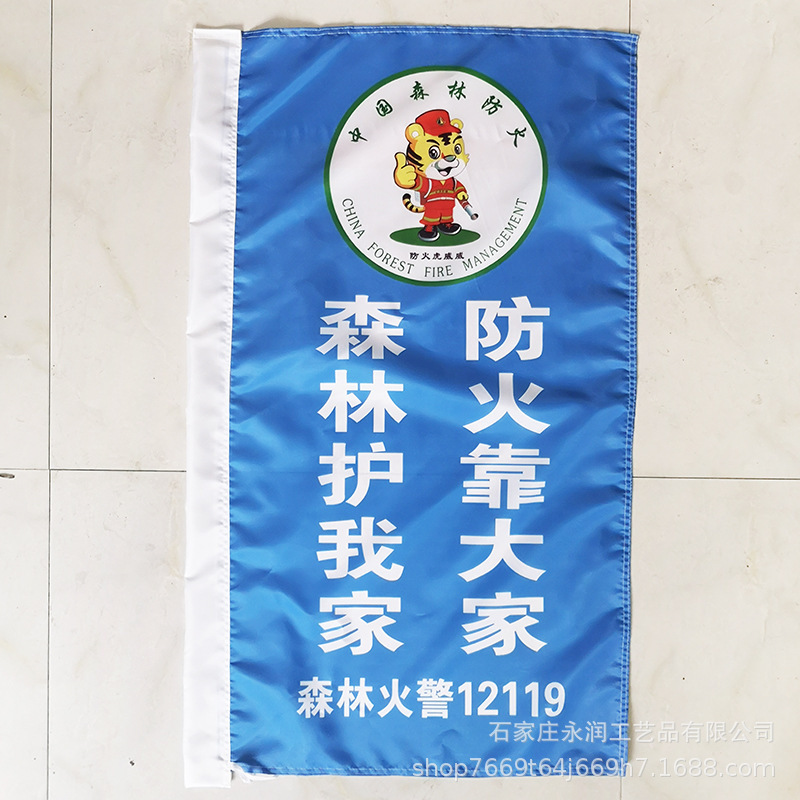 中国森林防火
CHINA FOREST FIRE MANAGEMENT
防火虎威威
森林护我家
防火靠大家
森林火警12119
石家庄永润工艺品有限公司
shop7669t64j669h7.1688.com